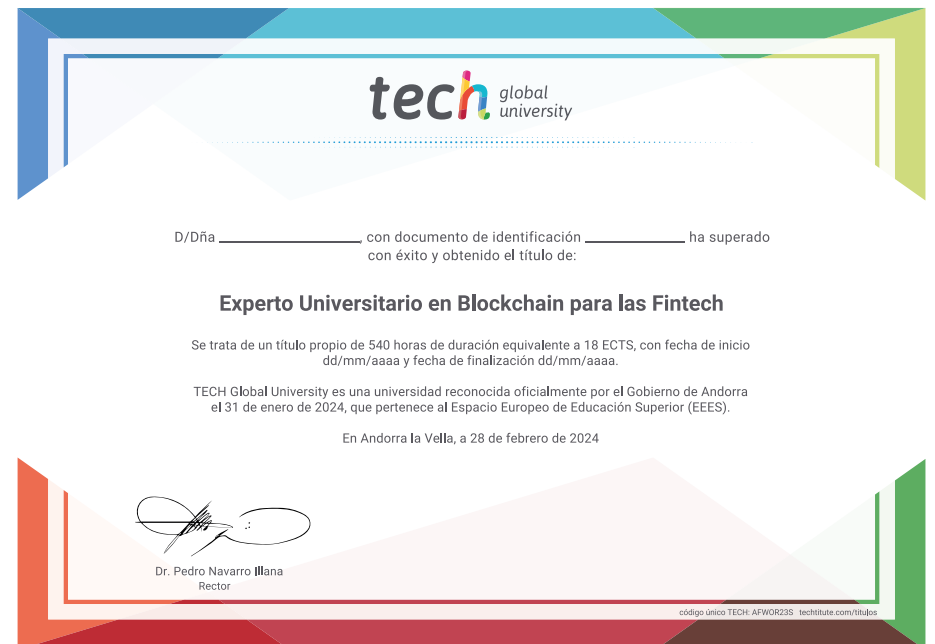 tech global university
D/Dña ____________________, con documento de identificación ______________ ha superado
con éxito y obtenido el título de:
Experto Universitario en Blockchain para las Fintech
Se trata de un título propio de 540 horas de duración equivalente a 18 ECTS, con fecha de inicio
dd/mm/aaaa y fecha de finalización dd/mm/aaaa.
TECH Global University es una universidad reconocida oficialmente por el Gobierno de Andorra
el 31 de enero de 2024, que pertenece al Espacio Europeo de Educación Superior (EEES).
En Andorra la Vella, a 28 de febrero de 2024
Dr. Pedro Navarro Illana
Rector
código único TECH: AFWOR23S techtitute.com/titulos